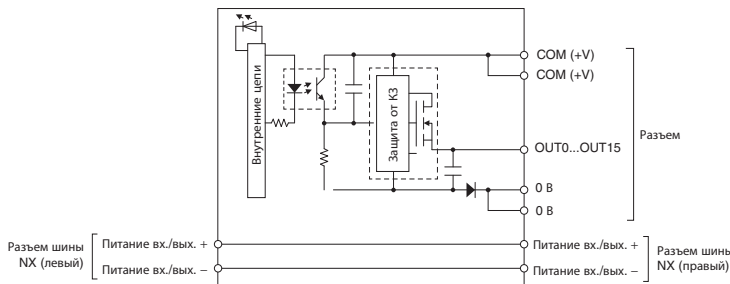 COM (+V)
COM (+V)
Внутренние цепи
Защита от КЗ
Разъем
OUT0...OUT15
0 В
0 В
Разъем шины
NX (левый)
Питание вх./вых. +
Питание вх./вых. –
Питание вх./вых. +
Питание вх./вых. –
Разъем шины
NX (правый)